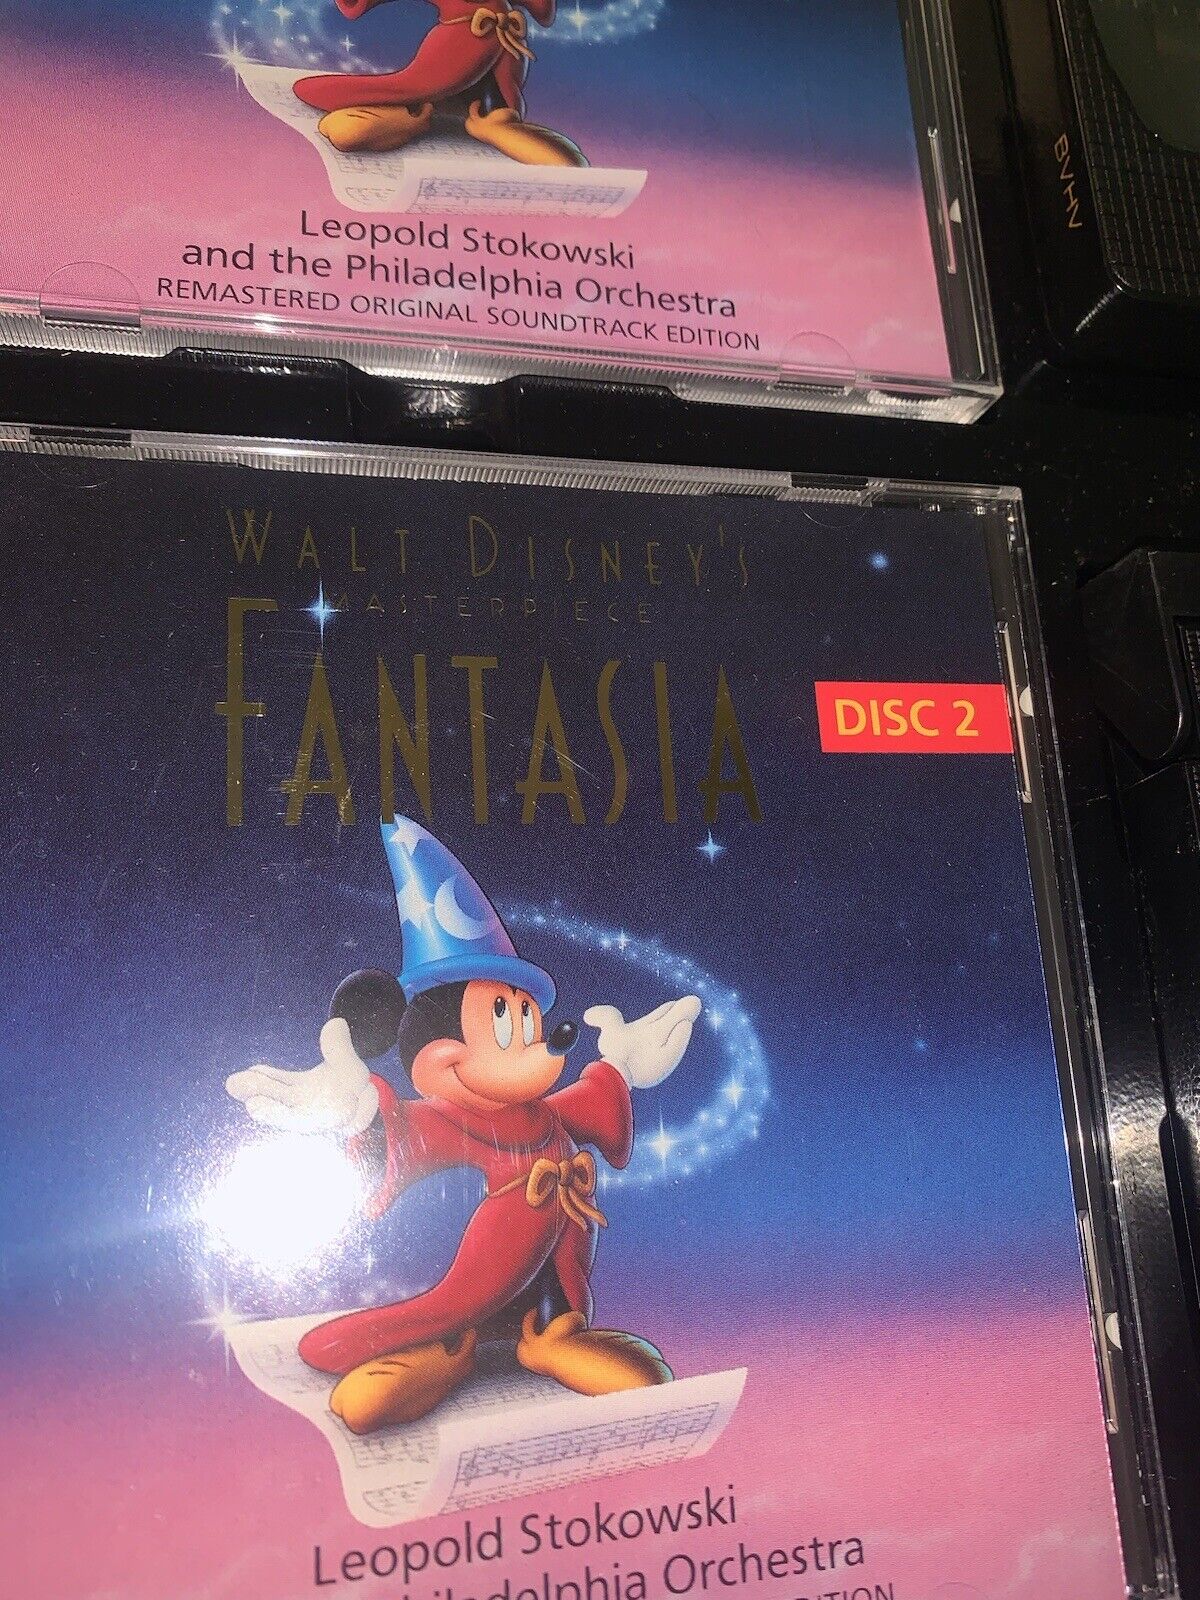 Leopold Stokowski
and the Philadelphia Orchestra
REMASTERED ORIGINAL SOUNDTRACK EDITION
WALT DISNEY'S
MASTERPIECE
FANTASIA
DISC 2
Leopold Stokowski
Philadelphia Orchestra
EDITION